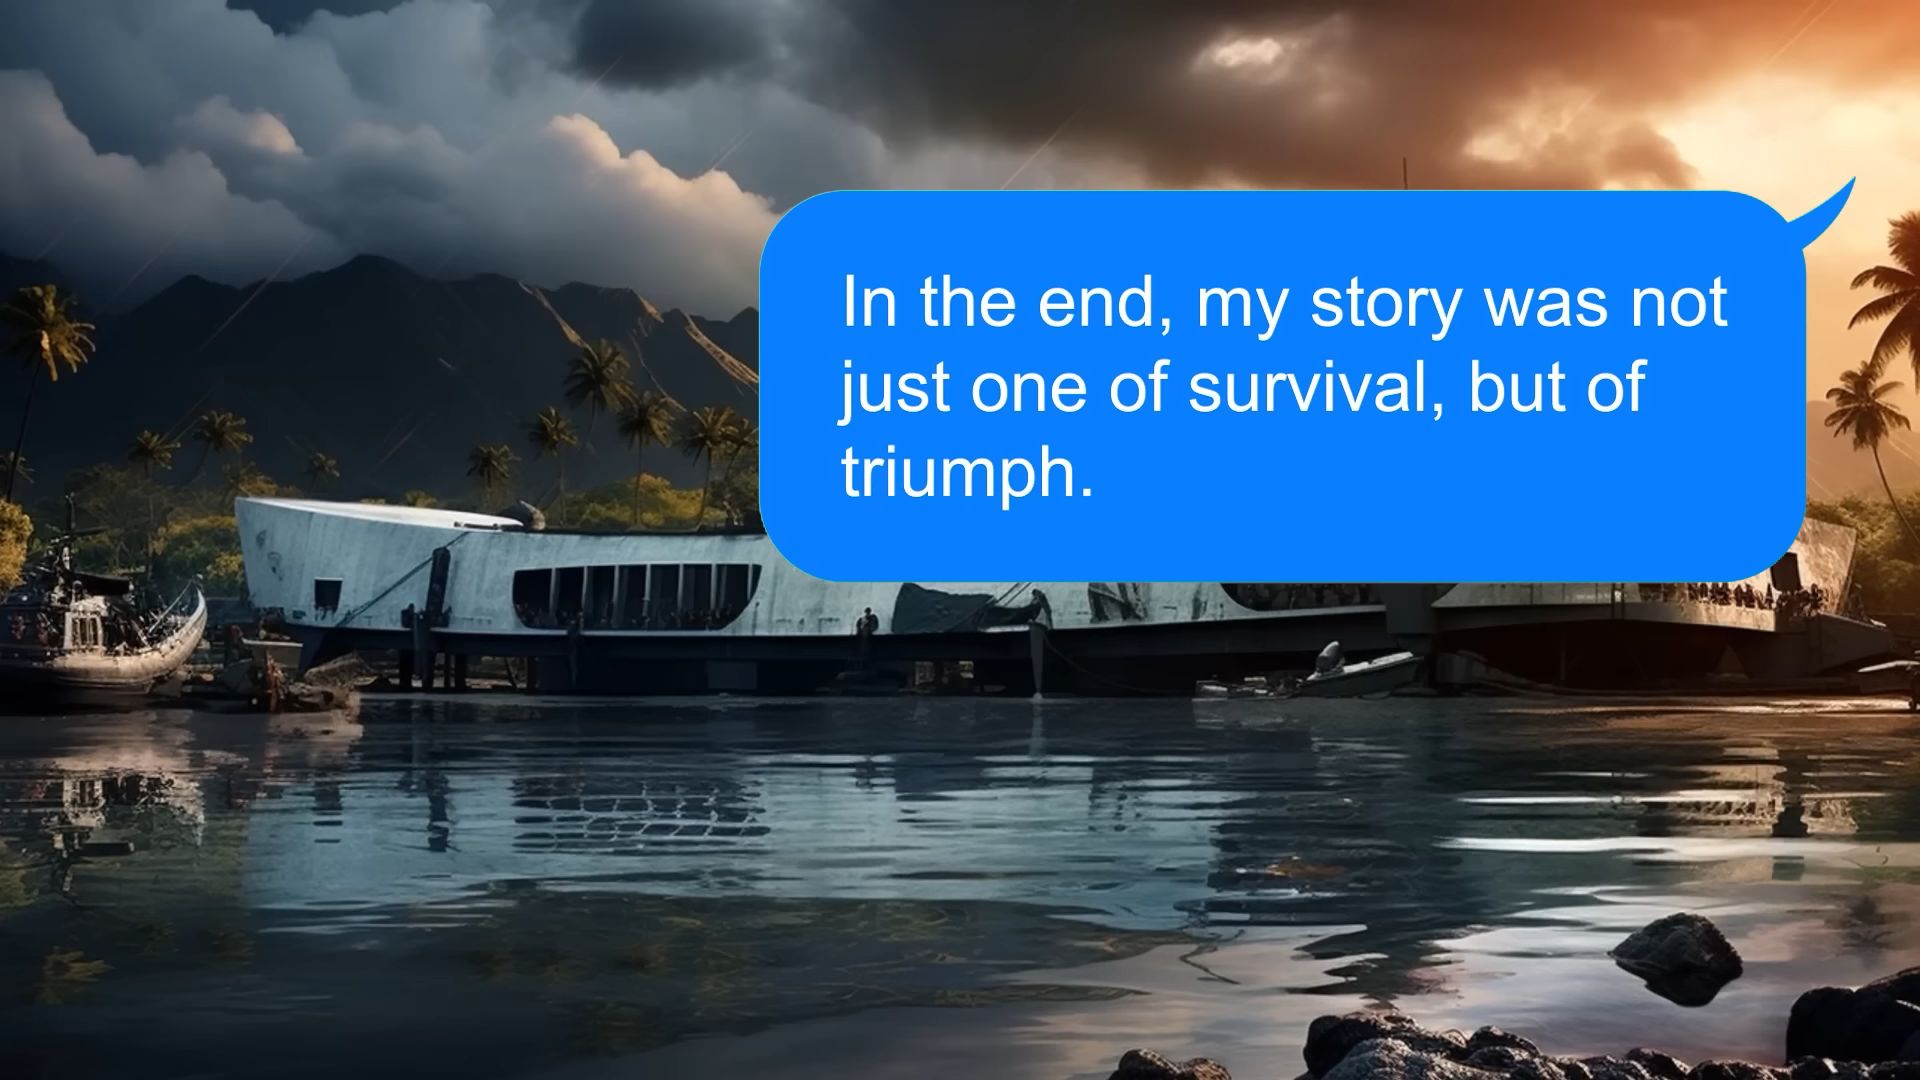 In the end, my story was not
just one of survival, but of
triumph.